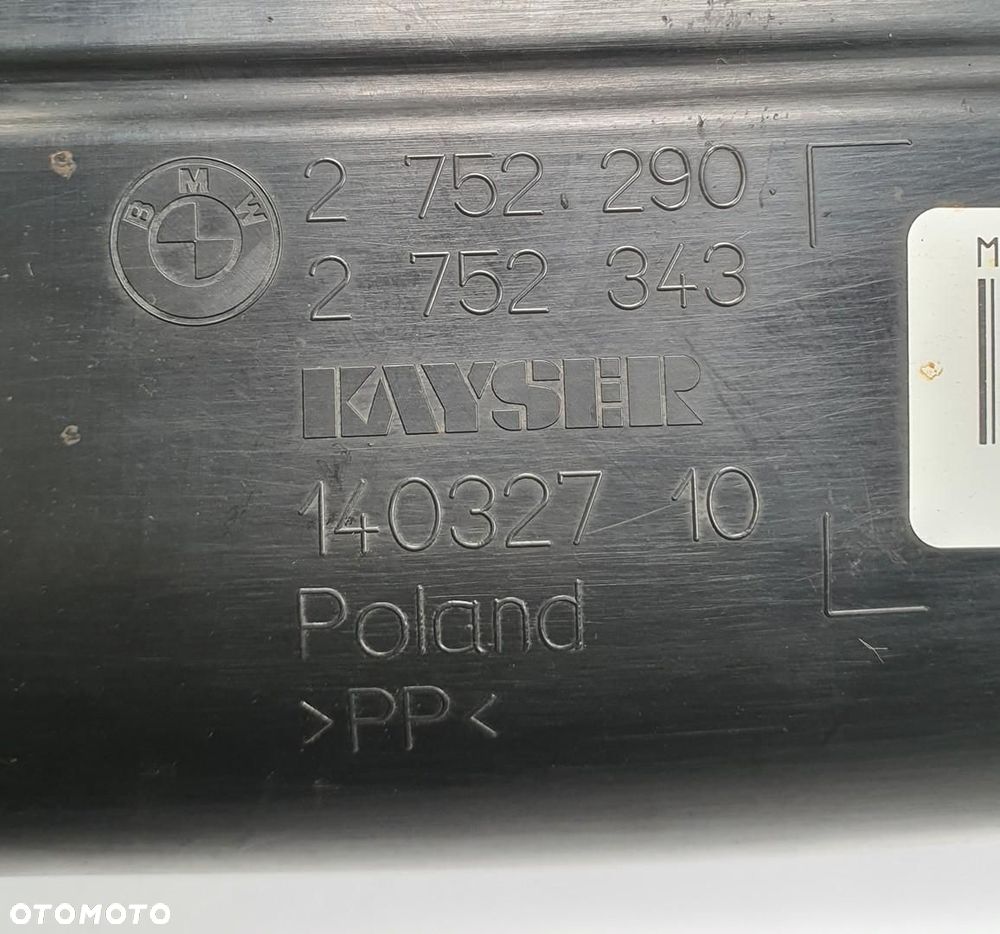 BMW
2 752 290
2 752 343
KAYSER
140327 10
Poland
>PP<
M
OTOMOTO